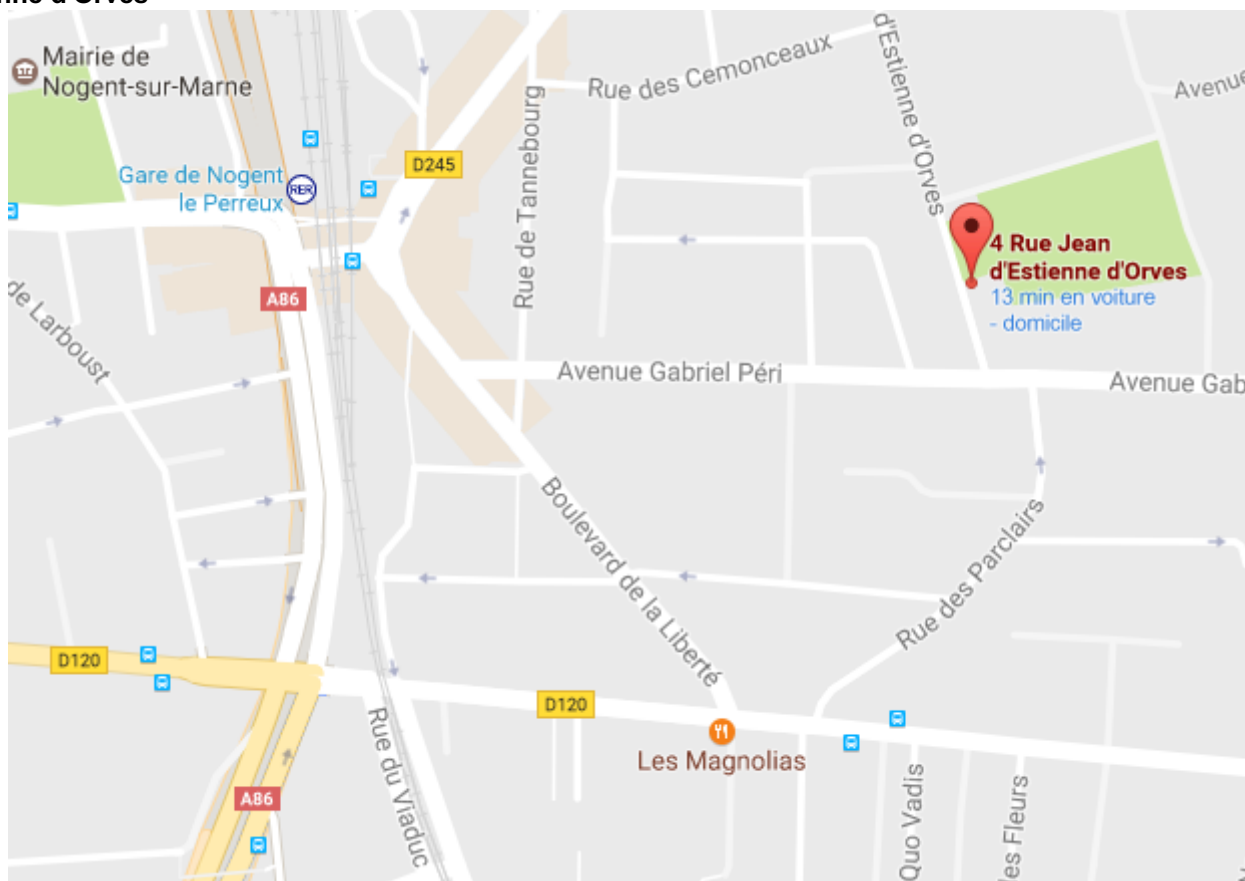 Mairie de
Nogent-sur-Marne
Rue des Cemonceaux
d'Estienne d'Orves
Avenue
D245
Rue de Tannebourg
Gare de Nogent
le Perreux
RER
4 Rue Jean
d'Estienne d'Orves
13 min en voiture
- domicile
A86
de Larboust
Avenue Gabriel Péri
Avenue Gab
Boulevard de la Liberté
Rue des Parclairs
D120
D120
Les Magnolias
Rue du Viaduc
A86
Quo Vadis
des Fleurs